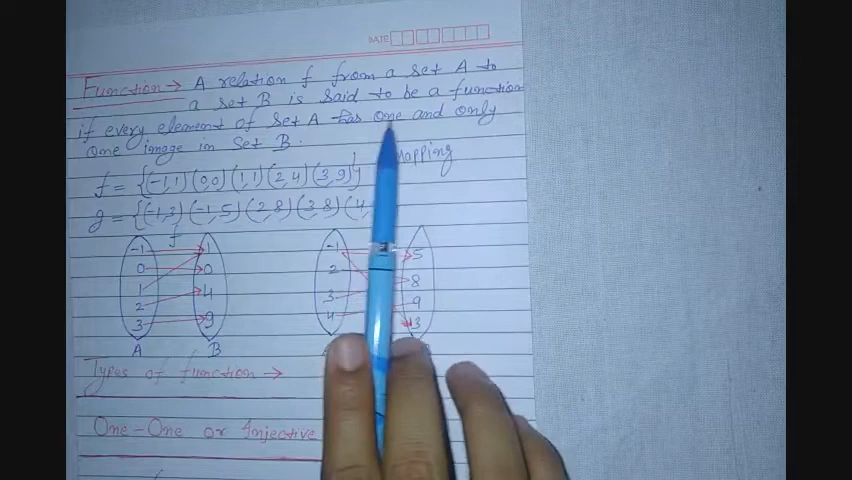 DATE
Function → A relation f from a set A to
a set B is said to be a function
if every element of set A has one and only
one image in set B.
f = {(-1,1) (0,0) (1,1) (2,4) (3,9)} Mapping
g = {(-1,3) (-1,5) (2,8) (3,8) (4,
f
-1 1 -1 5
0 0 2 8
1 4 3 9
2 9 4 3
3
A B
Types of function →
One-One or Injective